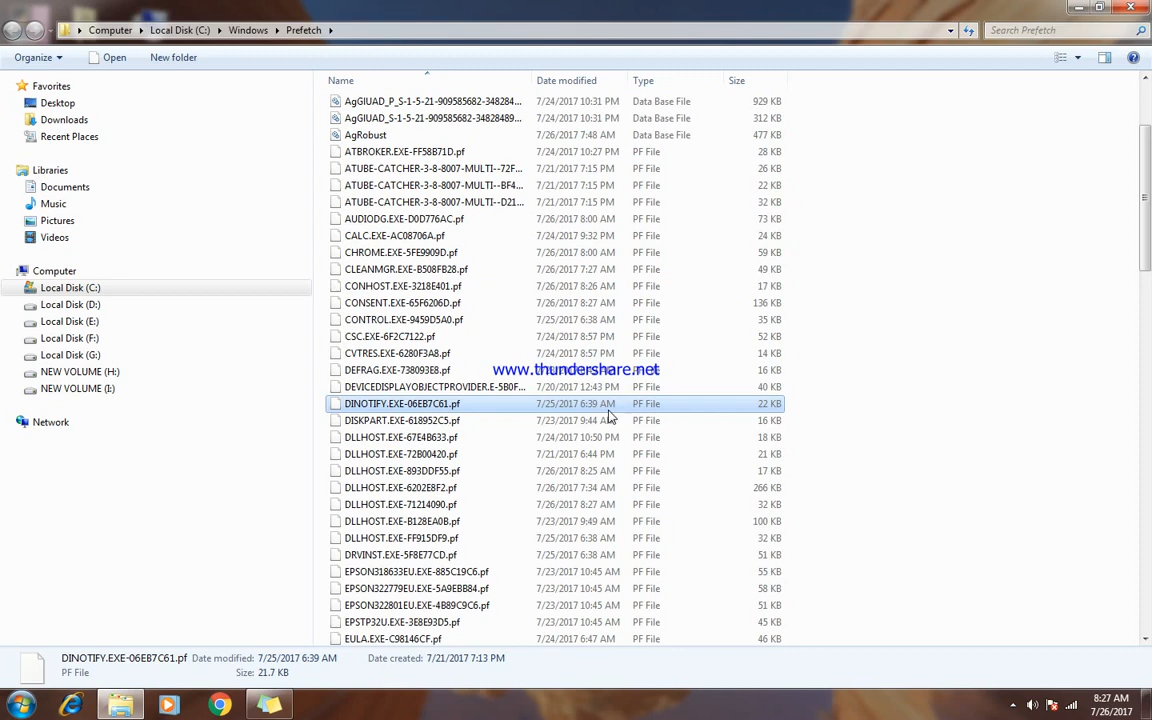 Computer Local Disk (C:) Windows Prefetch
Search Prefetch
Organize Open New folder
Favorites
Desktop
Downloads
Recent Places
Libraries
Documents
Music
Pictures
Videos
Computer
Local Disk (C:)
Local Disk (D:)
Local Disk (E:)
Local Disk (F:)
Local Disk (G:)
NEW VOLUME (H:)
NEW VOLUME (I:)
Network
Name Date modified Type Size
AgGIUAD_P_S-1-5-21-909585682-348284... 7/24/2017 10:31 PM Data Base File 929 KB
AgGIUAD_S-1-5-21-909585682-34828489... 7/24/2017 10:31 PM Data Base File 312 KB
AgRobust 7/26/2017 7:48 AM Data Base File 477 KB
ATBROKER.EXE-FF58B71D.pf 7/24/2017 10:27 PM PF File 28 KB
ATUBE-CATCHER-3-8-8007-MULTI--72F... 7/21/2017 7:15 PM PF File 26 KB
ATUBE-CATCHER-3-8-8007-MULTI--BF4... 7/21/2017 7:15 PM PF File 22 KB
ATUBE-CATCHER-3-8-8007-MULTI--D21... 7/21/2017 7:15 PM PF File 32 KB
AUDIODG.EXE-D0D776AC.pf 7/26/2017 8:00 AM PF File 73 KB
CALC.EXE-AC08706A.pf 7/24/2017 9:32 PM PF File 24 KB
CHROME.EXE-5FE9909D.pf 7/26/2017 8:00 AM PF File 59 KB
CLEANMGR.EXE-B508FB28.pf 7/26/2017 7:27 AM PF File 49 KB
CONHOST.EXE-3218E401.pf 7/26/2017 8:26 AM PF File 17 KB
CONSENT.EXE-65F6206D.pf 7/26/2017 8:27 AM PF File 136 KB
CONTROL.EXE-9459D5A0.pf 7/25/2017 6:38 AM PF File 35 KB
CSC.EXE-6F2C7122.pf 7/24/2017 8:57 PM PF File 52 KB
CVTRES.EXE-6280F3A8.pf 7/24/2017 8:57 PM PF File 14 KB
DEFRAG.EXE-738093E8.pf PF File 16 KB
www.thundershare.net
DEVICEDISPLAYOBJECTPROVIDER.E-5B0F... 7/20/2017 12:43 PM PF File 40 KB
DINOTIFY.EXE-06EB7C61.pf 7/25/2017 6:39 AM PF File 22 KB
DISKPART.EXE-618952C5.pf 7/23/2017 9:44 AM PF File 16 KB
DLLHOST.EXE-67E4B633.pf 7/24/2017 10:50 PM PF File 18 KB
DLLHOST.EXE-72B00420.pf 7/21/2017 6:44 PM PF File 21 KB
DLLHOST.EXE-893DDF55.pf 7/26/2017 8:25 AM PF File 17 KB
DLLHOST.EXE-6202E8F2.pf 7/26/2017 7:34 AM PF File 266 KB
DLLHOST.EXE-71214090.pf 7/26/2017 8:27 AM PF File 32 KB
DLLHOST.EXE-B128EA0B.pf 7/23/2017 9:49 AM PF File 100 KB
DLLHOST.EXE-FF915DF9.pf 7/25/2017 6:38 AM PF File 32 KB
DRVINST.EXE-5F8E77CD.pf 7/25/2017 6:38 AM PF File 51 KB
EPSON318633EU.EXE-885C19C6.pf 7/23/2017 10:45 AM PF File 55 KB
EPSON322779EU.EXE-5A9EBB84.pf 7/23/2017 10:45 AM PF File 58 KB
EPSON322801EU.EXE-4B89C9C6.pf 7/23/2017 10:45 AM PF File 51 KB
EPSTP32U.EXE-3E8E93D5.pf 7/23/2017 10:45 AM PF File 32 KB
EULA.EXE-C98146CF.pf 7/24/2017 6:47 AM PF File 46 KB
DINOTIFY.EXE-06EB7C61.pf Date modified: 7/25/2017 6:39 AM Date created: 7/21/2017 7:13 PM
PF File Size: 21.7 KB
8:27 AM
7/26/2017